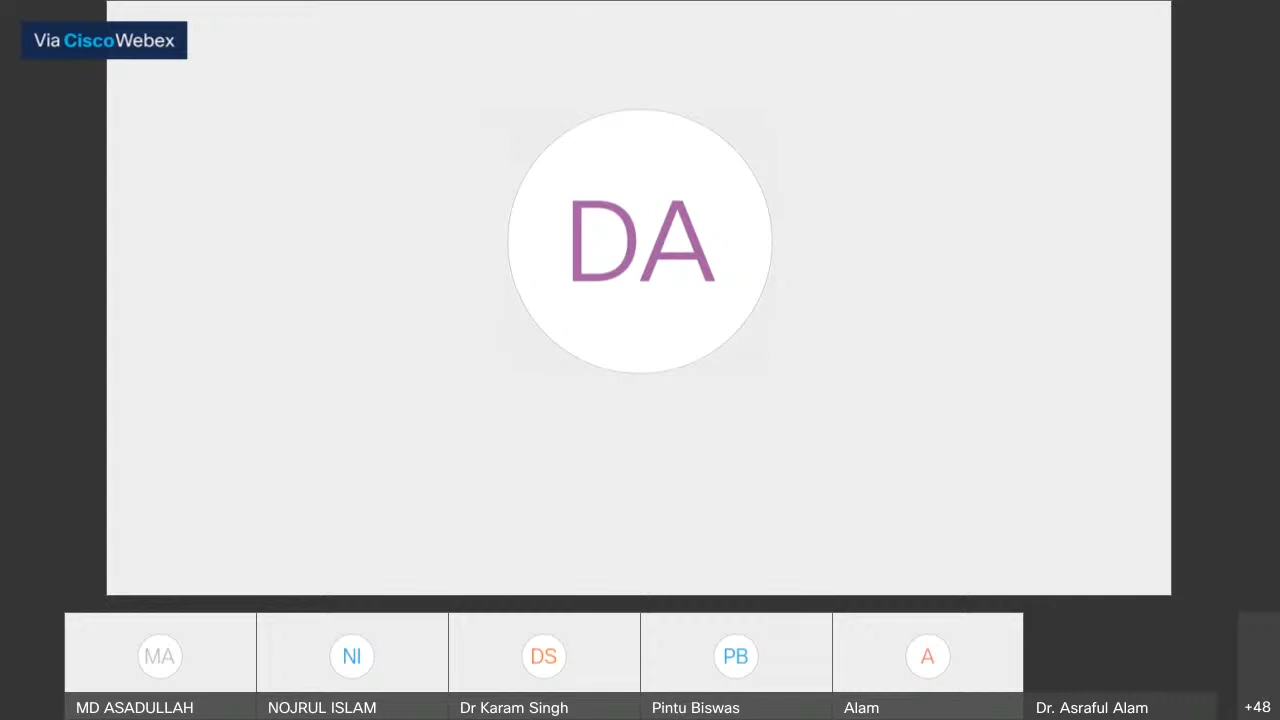 Via CiscoWebex
DA
MA
NI
DS
PB
A
MD ASADULLAH
NOJRUL ISLAM
Dr Karam Singh
Pintu Biswas
Alam
Dr. Asraful Alam
+48